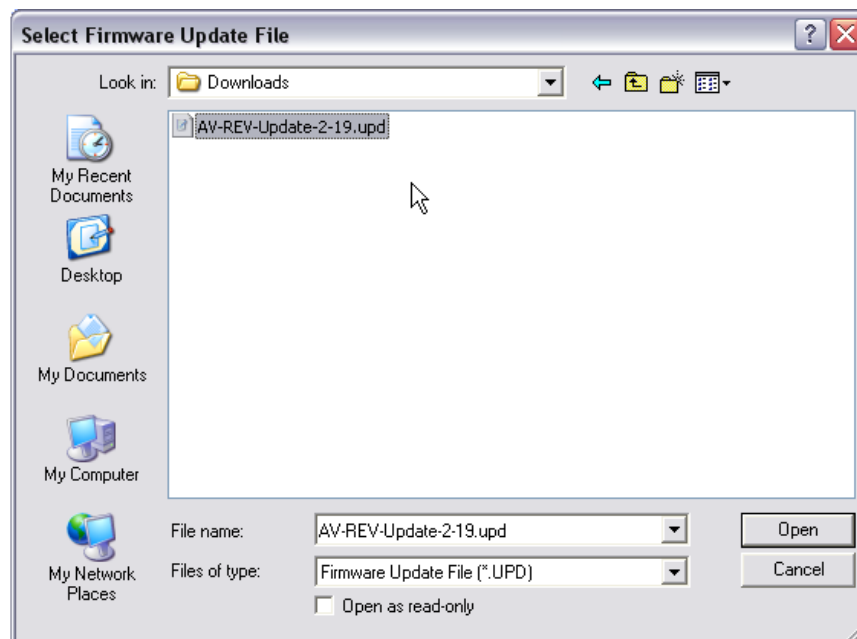 Select Firmware Update File
Look in: Downloads
AV-REV-Update-2-19.upd
My Recent
Documents
Desktop
My Documents
My Computer
My Network
Places
File name: AV-REV-Update-2-19.upd Open
Files of type: Firmware Update File (*.UPD) Cancel
Open as read-only